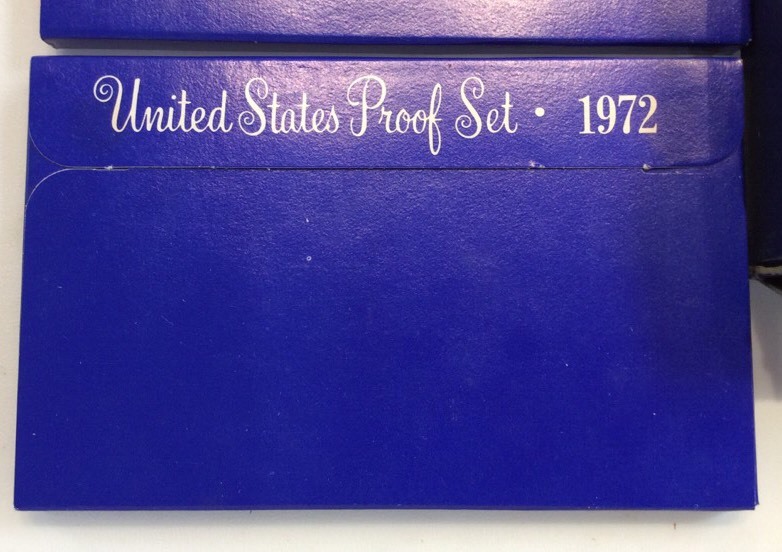 United States Proof Set • 1972